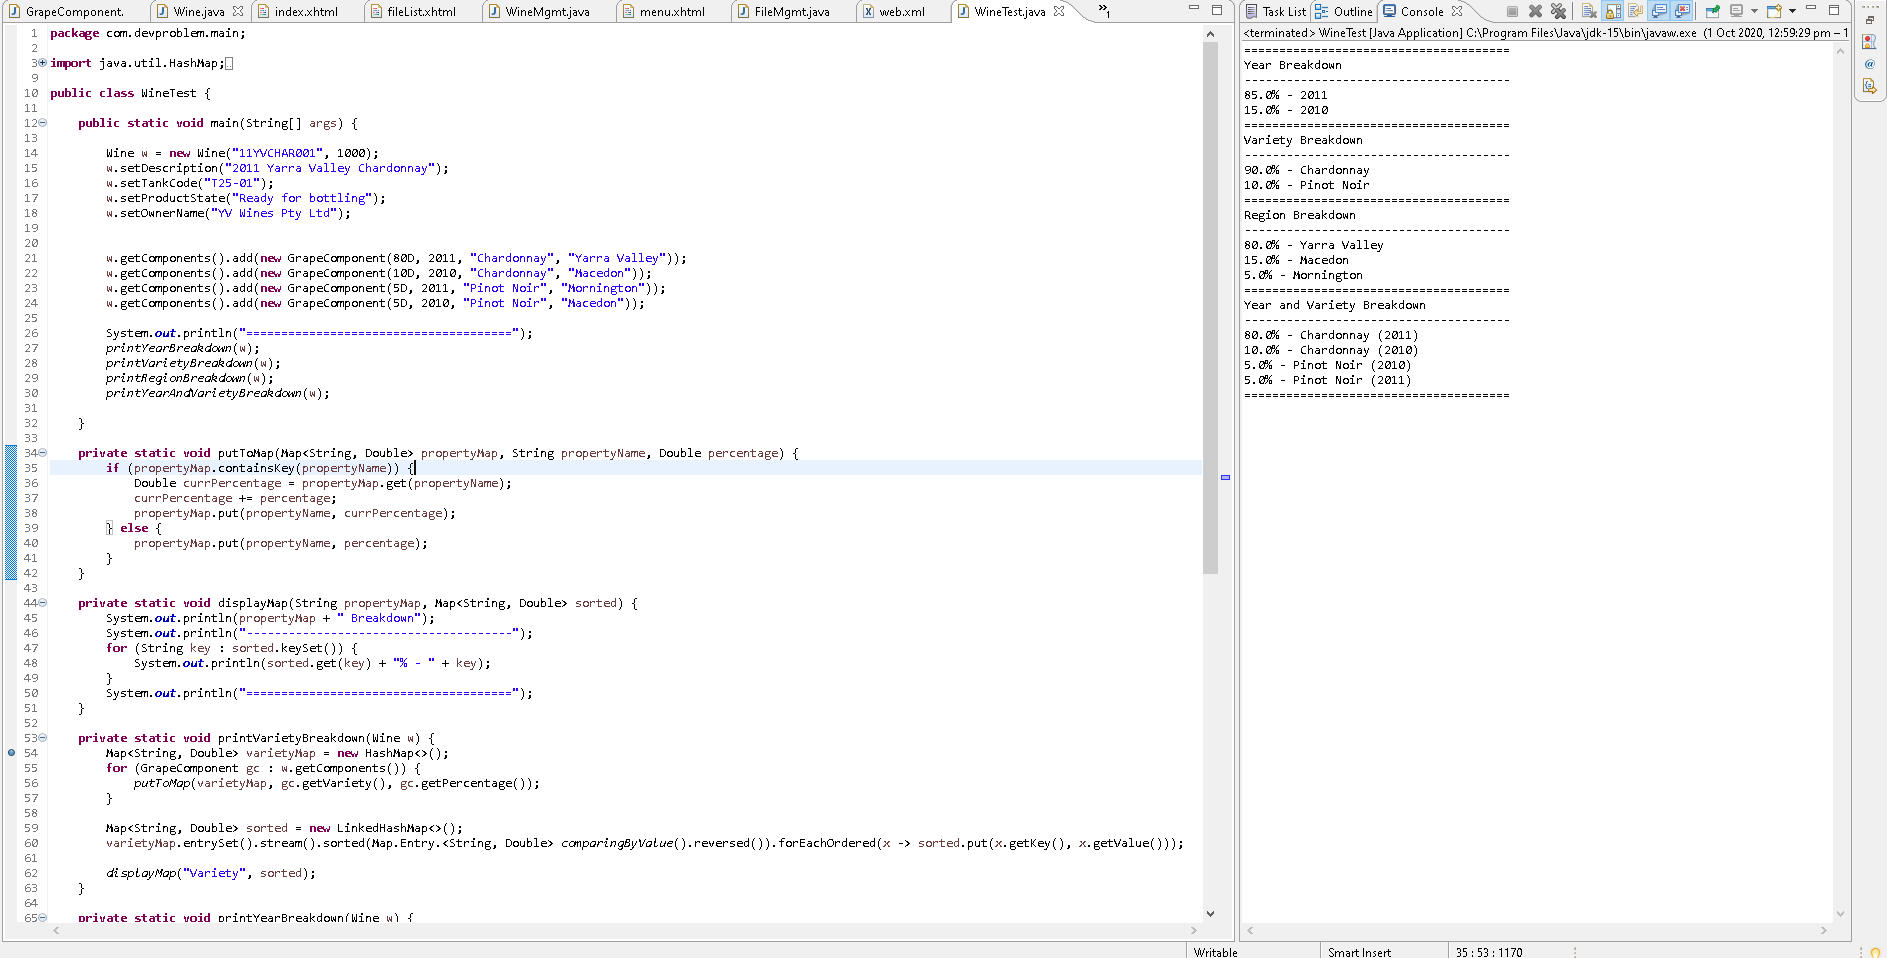 GrapeComponent. Wine.java index.xhtml fileList.xhtml WineMgmt.java menu.xhtml FileMgmt.java web.xml WineTest.java »1
1 package com.devproblem.main;
2
3 import java.util.HashMap;
9
10 public class WineTest {
11
12     public static void main(String[] args) {
13
14         Wine w = new Wine("11YVCHAR001", 1000);
15         w.setDescription("2011 Yarra Valley Chardonnay");
16         w.setTankCode("T25-01");
17         w.setProductState("Ready for bottling");
18         w.setOwnerName("YV Wines Pty Ltd");
19
20
21         w.getComponents().add(new GrapeComponent(80D, 2011, "Chardonnay", "Yarra Valley"));
22         w.getComponents().add(new GrapeComponent(10D, 2010, "Chardonnay", "Macedon"));
23         w.getComponents().add(new GrapeComponent(5D, 2011, "Pinot Noir", "Mornington"));
24         w.getComponents().add(new GrapeComponent(5D, 2010, "Pinot Noir", "Macedon"));
25
26         System.out.println("======================================");
27         printYearBreakdown(w);
28         printVarietyBreakdown(w);
29         printRegionBreakdown(w);
30         printYearAndVarietyBreakdown(w);
31
32     }
33
34     private static void putToMap(Map<String, Double> propertyMap, String propertyName, Double percentage) {
35         if (propertyMap.containsKey(propertyName)) {
36             Double currPercentage = propertyMap.get(propertyName);
37             currPercentage += percentage;
38             propertyMap.put(propertyName, currPercentage);
39         } else {
40             propertyMap.put(propertyName, percentage);
41         }
42     }
43
44     private static void displayMap(String propertyMap, Map<String, Double> sorted) {
45         System.out.println(propertyMap + " Breakdown");
46         System.out.println("--------------------------------------");
47         for (String key : sorted.keySet()) {
48             System.out.println(sorted.get(key) + "% - " + key);
49         }
50         System.out.println("======================================");
51     }
52
53     private static void printVarietyBreakdown(Wine w) {
54         Map<String, Double> varietyMap = new HashMap<>();
55         for (GrapeComponent gc : w.getComponents()) {
56             putToMap(varietyMap, gc.getVariety(), gc.getPercentage());
57         }
58
59         Map<String, Double> sorted = new LinkedHashMap<>();
60         varietyMap.entrySet().stream().sorted(Map.Entry.<String, Double> comparingByValue().reversed()).forEachOrdered(x -> sorted.put(x.getKey(), x.getValue()));
61
62         displayMap("Variety", sorted);
63     }
64
65     private static void printYearBreakdown(Wine w) {
Task List Outline Console
<terminated> WineTest [Java Application] C:\Program Files\Java\jdk-15\bin\javaw.exe (1 Oct 2020, 12:59:29 pm – 1
======================================
Year Breakdown
--------------------------------------
85.0% - 2011
15.0% - 2010
======================================
Variety Breakdown
--------------------------------------
90.0% - Chardonnay
10.0% - Pinot Noir
======================================
Region Breakdown
--------------------------------------
80.0% - Yarra Valley
15.0% - Macedon
5.0% - Mornington
======================================
Year and Variety Breakdown
--------------------------------------
80.0% - Chardonnay (2011)
10.0% - Chardonnay (2010)
5.0% - Pinot Noir (2010)
5.0% - Pinot Noir (2011)
======================================
Writable Smart Insert 35 : 53 : 1170